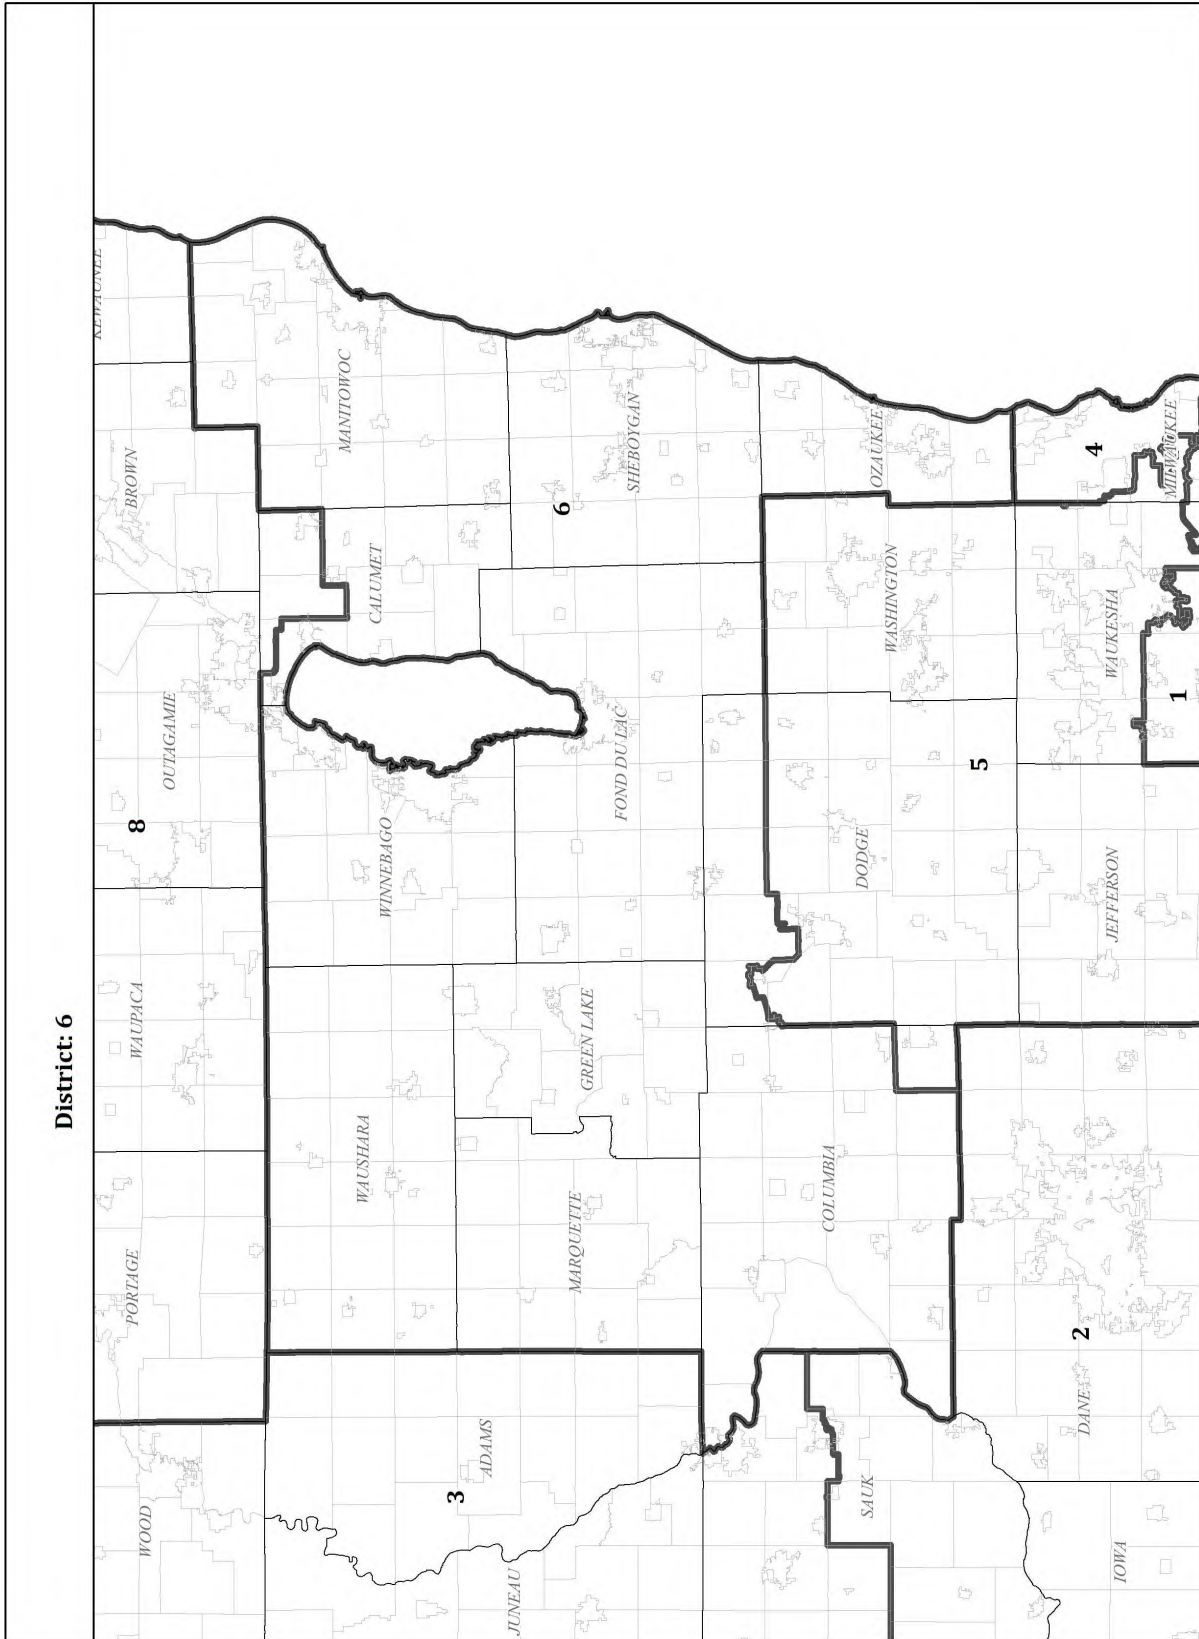 District: 6
KEWAUNEE
BROWN
OUTAGAMIE
8
WAUPACA
PORTAGE
WOOD
MANITOWOC
CALUMET
WINNEBAGO
WAUSHARA
ADAMS
3
JUNEAU
SHEBOYGAN
6
FOND DU LAC
GREEN LAKE
MARQUETTE
OZAUKEE
WASHINGTON
DODGE
COLUMBIA
SAUK
5
4
MILWAUKEE
WAUKESHA
1
JEFFERSON
2
DANE
IOWA